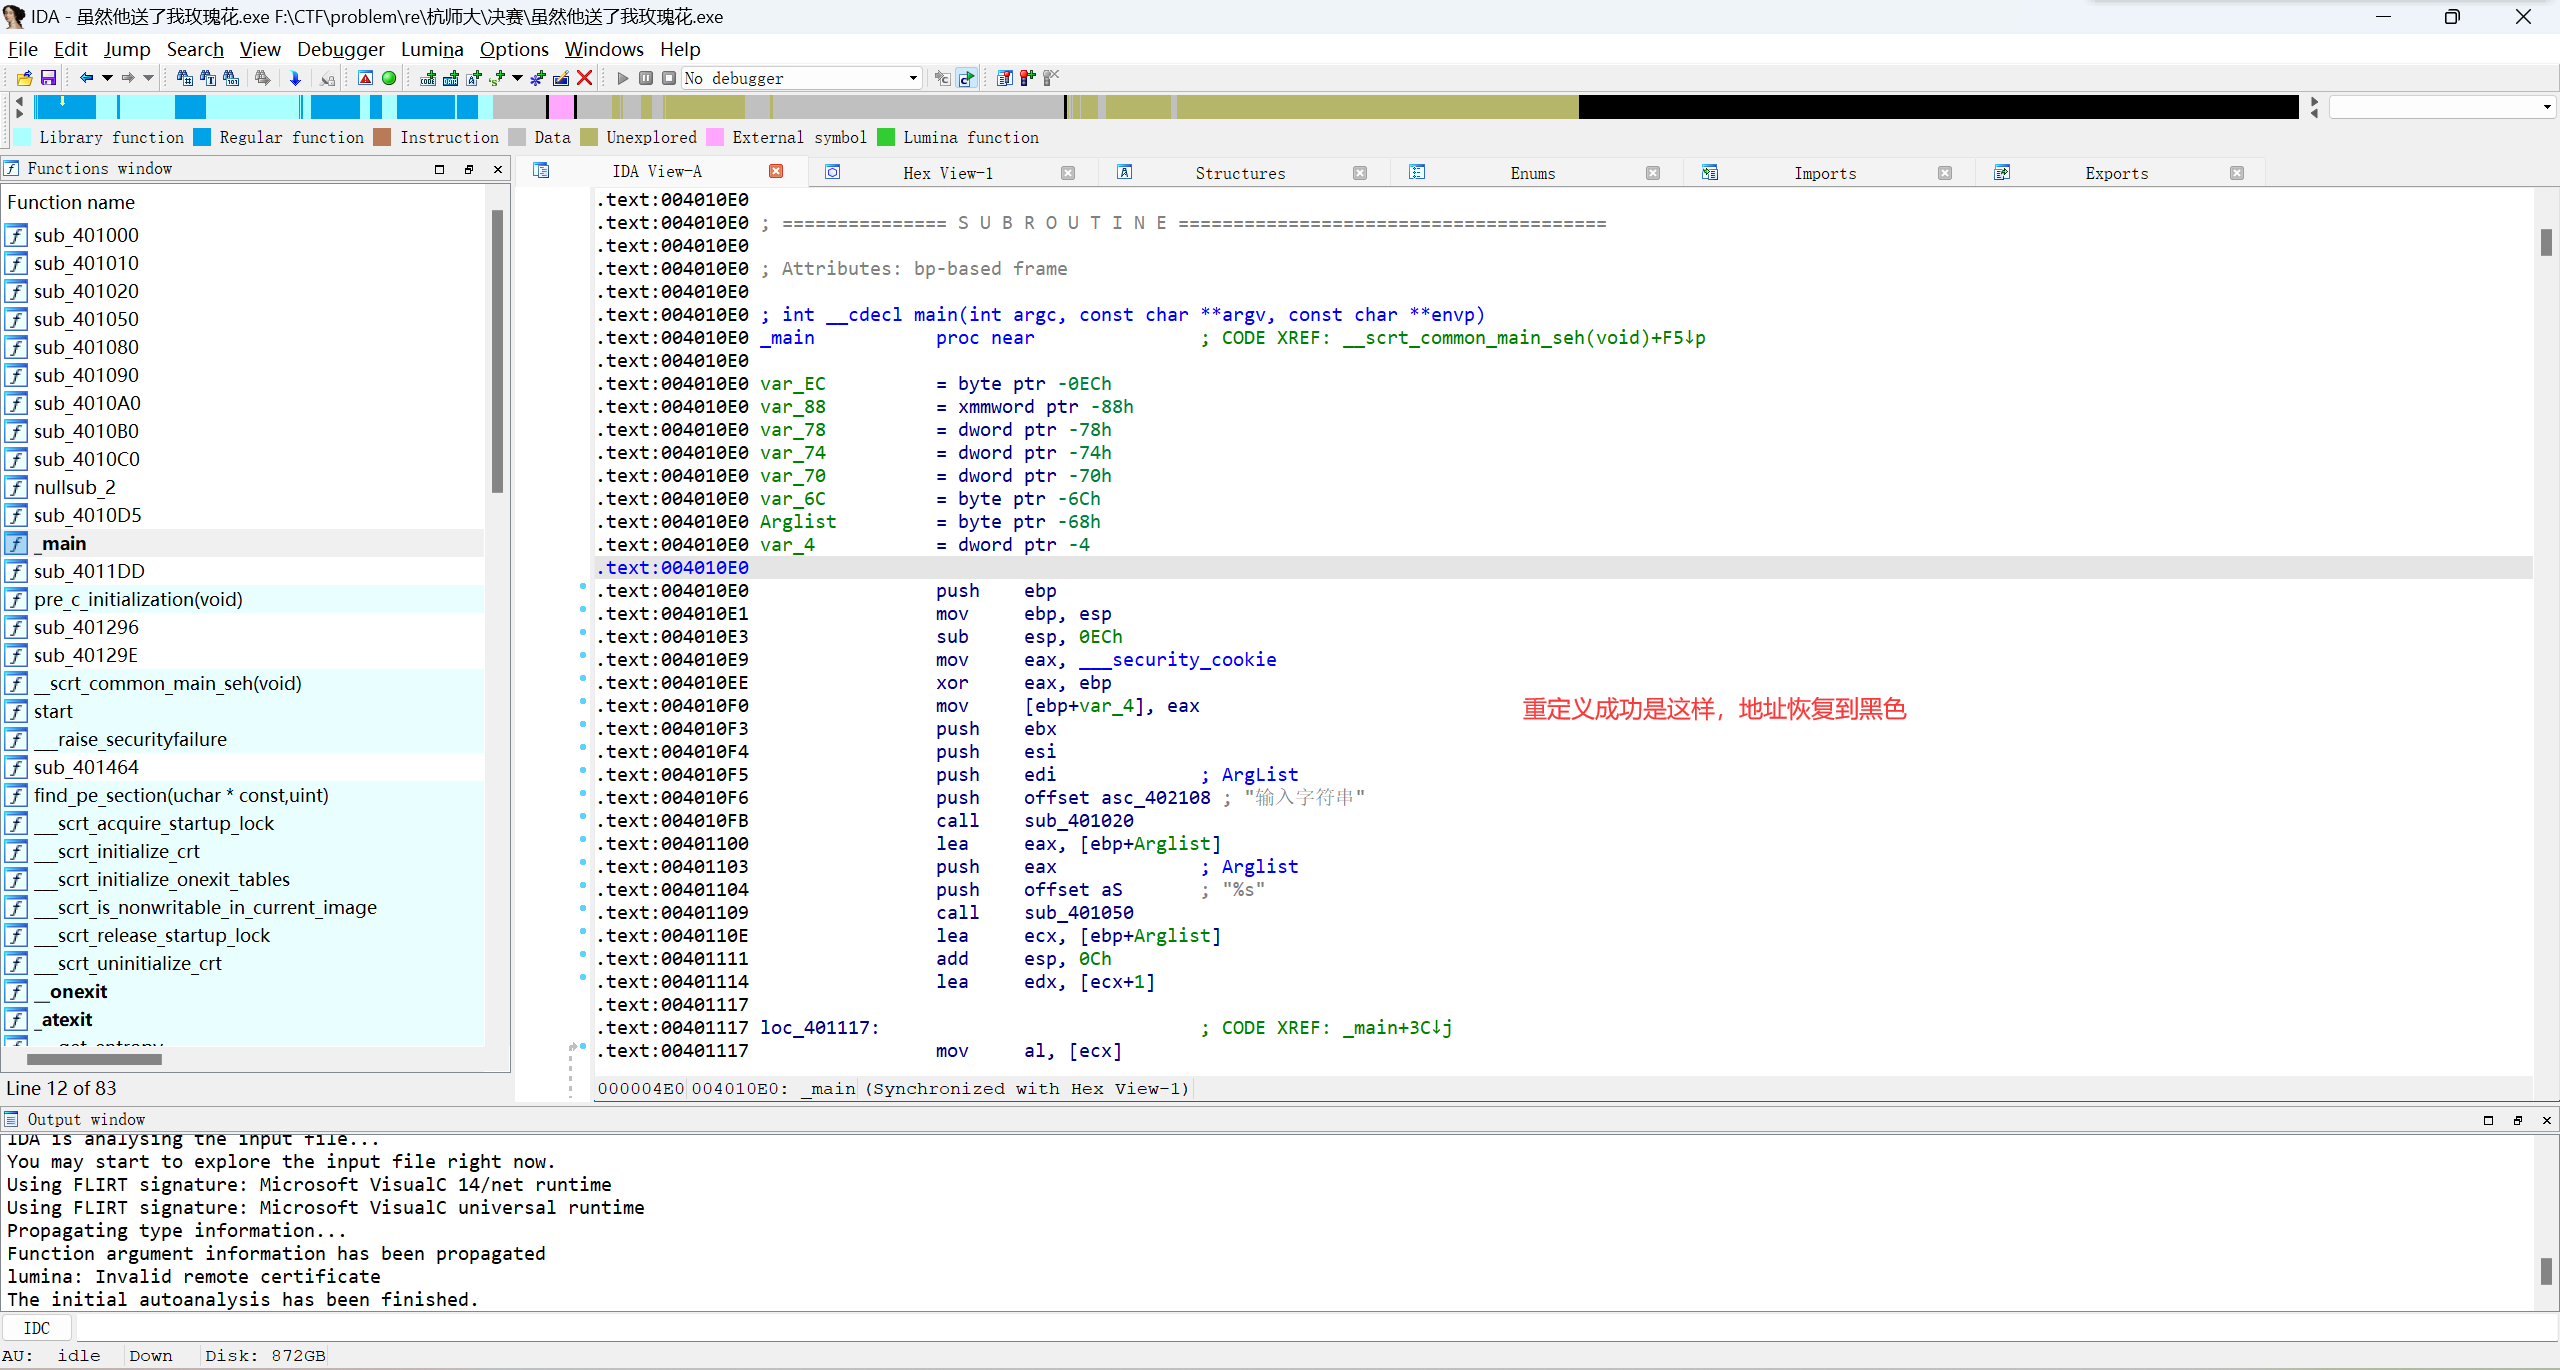 IDA - 虽然他送了我玫瑰花.exe F:\CTF\problem\re\杭师大\决赛\虽然他送了我玫瑰花.exe
File Edit Jump Search View Debugger Lumina Options Windows Help
No debugger
Library function Regular function Instruction Data Unexplored External symbol Lumina function
Functions window
IDA View-A Hex View-1 Structures Enums Imports Exports
Function name
sub_401000
sub_401010
sub_401020
sub_401050
sub_401080
sub_401090
sub_4010A0
sub_4010B0
sub_4010C0
nullsub_2
sub_4010D5
_main
sub_4011DD
pre_c_initialization(void)
sub_401296
sub_40129E
__scrt_common_main_seh(void)
start
___raise_securityfailure
sub_401464
find_pe_section(uchar * const,uint)
___scrt_acquire_startup_lock
___scrt_initialize_crt
___scrt_initialize_onexit_tables
___scrt_is_nonwritable_in_current_image
___scrt_release_startup_lock
___scrt_uninitialize_crt
__onexit
_atexit
Line 12 of 83
.text:004010E0
.text:004010E0 ; =============== S U B R O U T I N E =======================================
.text:004010E0
.text:004010E0 ; Attributes: bp-based frame
.text:004010E0
.text:004010E0 ; int __cdecl main(int argc, const char **argv, const char **envp)
.text:004010E0 _main proc near ; CODE XREF: __scrt_common_main_seh(void)+F5↓p
.text:004010E0
.text:004010E0 var_EC = byte ptr -0ECh
.text:004010E0 var_88 = xmmword ptr -88h
.text:004010E0 var_78 = dword ptr -78h
.text:004010E0 var_74 = dword ptr -74h
.text:004010E0 var_70 = dword ptr -70h
.text:004010E0 var_6C = byte ptr -6Ch
.text:004010E0 Arglist = byte ptr -68h
.text:004010E0 var_4 = dword ptr -4
.text:004010E0
.text:004010E0 push ebp
.text:004010E1 mov ebp, esp
.text:004010E3 sub esp, 0ECh
.text:004010E9 mov eax, ___security_cookie
.text:004010EE xor eax, ebp
.text:004010F0 mov [ebp+var_4], eax
重定义成功是这样，地址恢复到黑色
.text:004010F3 push ebx
.text:004010F4 push esi
.text:004010F5 push edi ; ArgList
.text:004010F6 push offset asc_402108 ; "输入字符串"
.text:004010FB call sub_401020
.text:00401100 lea eax, [ebp+Arglist]
.text:00401103 push eax ; Arglist
.text:00401104 push offset aS ; "%s"
.text:00401109 call sub_401050
.text:0040110E lea ecx, [ebp+Arglist]
.text:00401111 add esp, 0Ch
.text:00401114 lea edx, [ecx+1]
.text:00401117
.text:00401117 loc_401117: ; CODE XREF: _main+3C↓j
.text:00401117 mov al, [ecx]
000004E0 004010E0: _main (Synchronized with Hex View-1)
Output window
IDA is analysing the input file...
You may start to explore the input file right now.
Using FLIRT signature: Microsoft VisualC 14/net runtime
Using FLIRT signature: Microsoft VisualC universal runtime
Propagating type information...
Function argument information has been propagated
lumina: Invalid remote certificate
The initial autoanalysis has been finished.
IDC
AU: idle Down Disk: 872GB